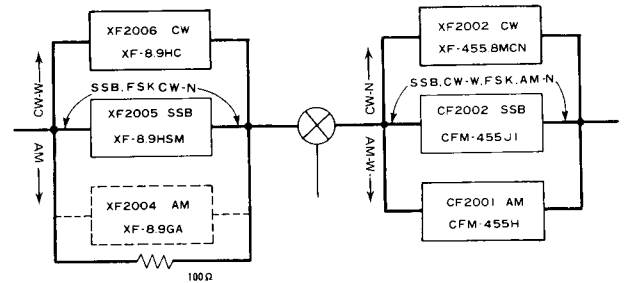 XF2006 CW
XF-8.9HC
CW-W
SSB.FSK CW-N
XF2005 SSB
XF-8.9HSM
AM
XF2004 AM
XF-8.9GA
100Ω
XF2002 CW
XF-455.8MCN
CW-N
SSB.CW-W.FSK.AM-N
CF2002 SSB
CFM-455J1
AM-W
CF2001 AM
CFM-455H